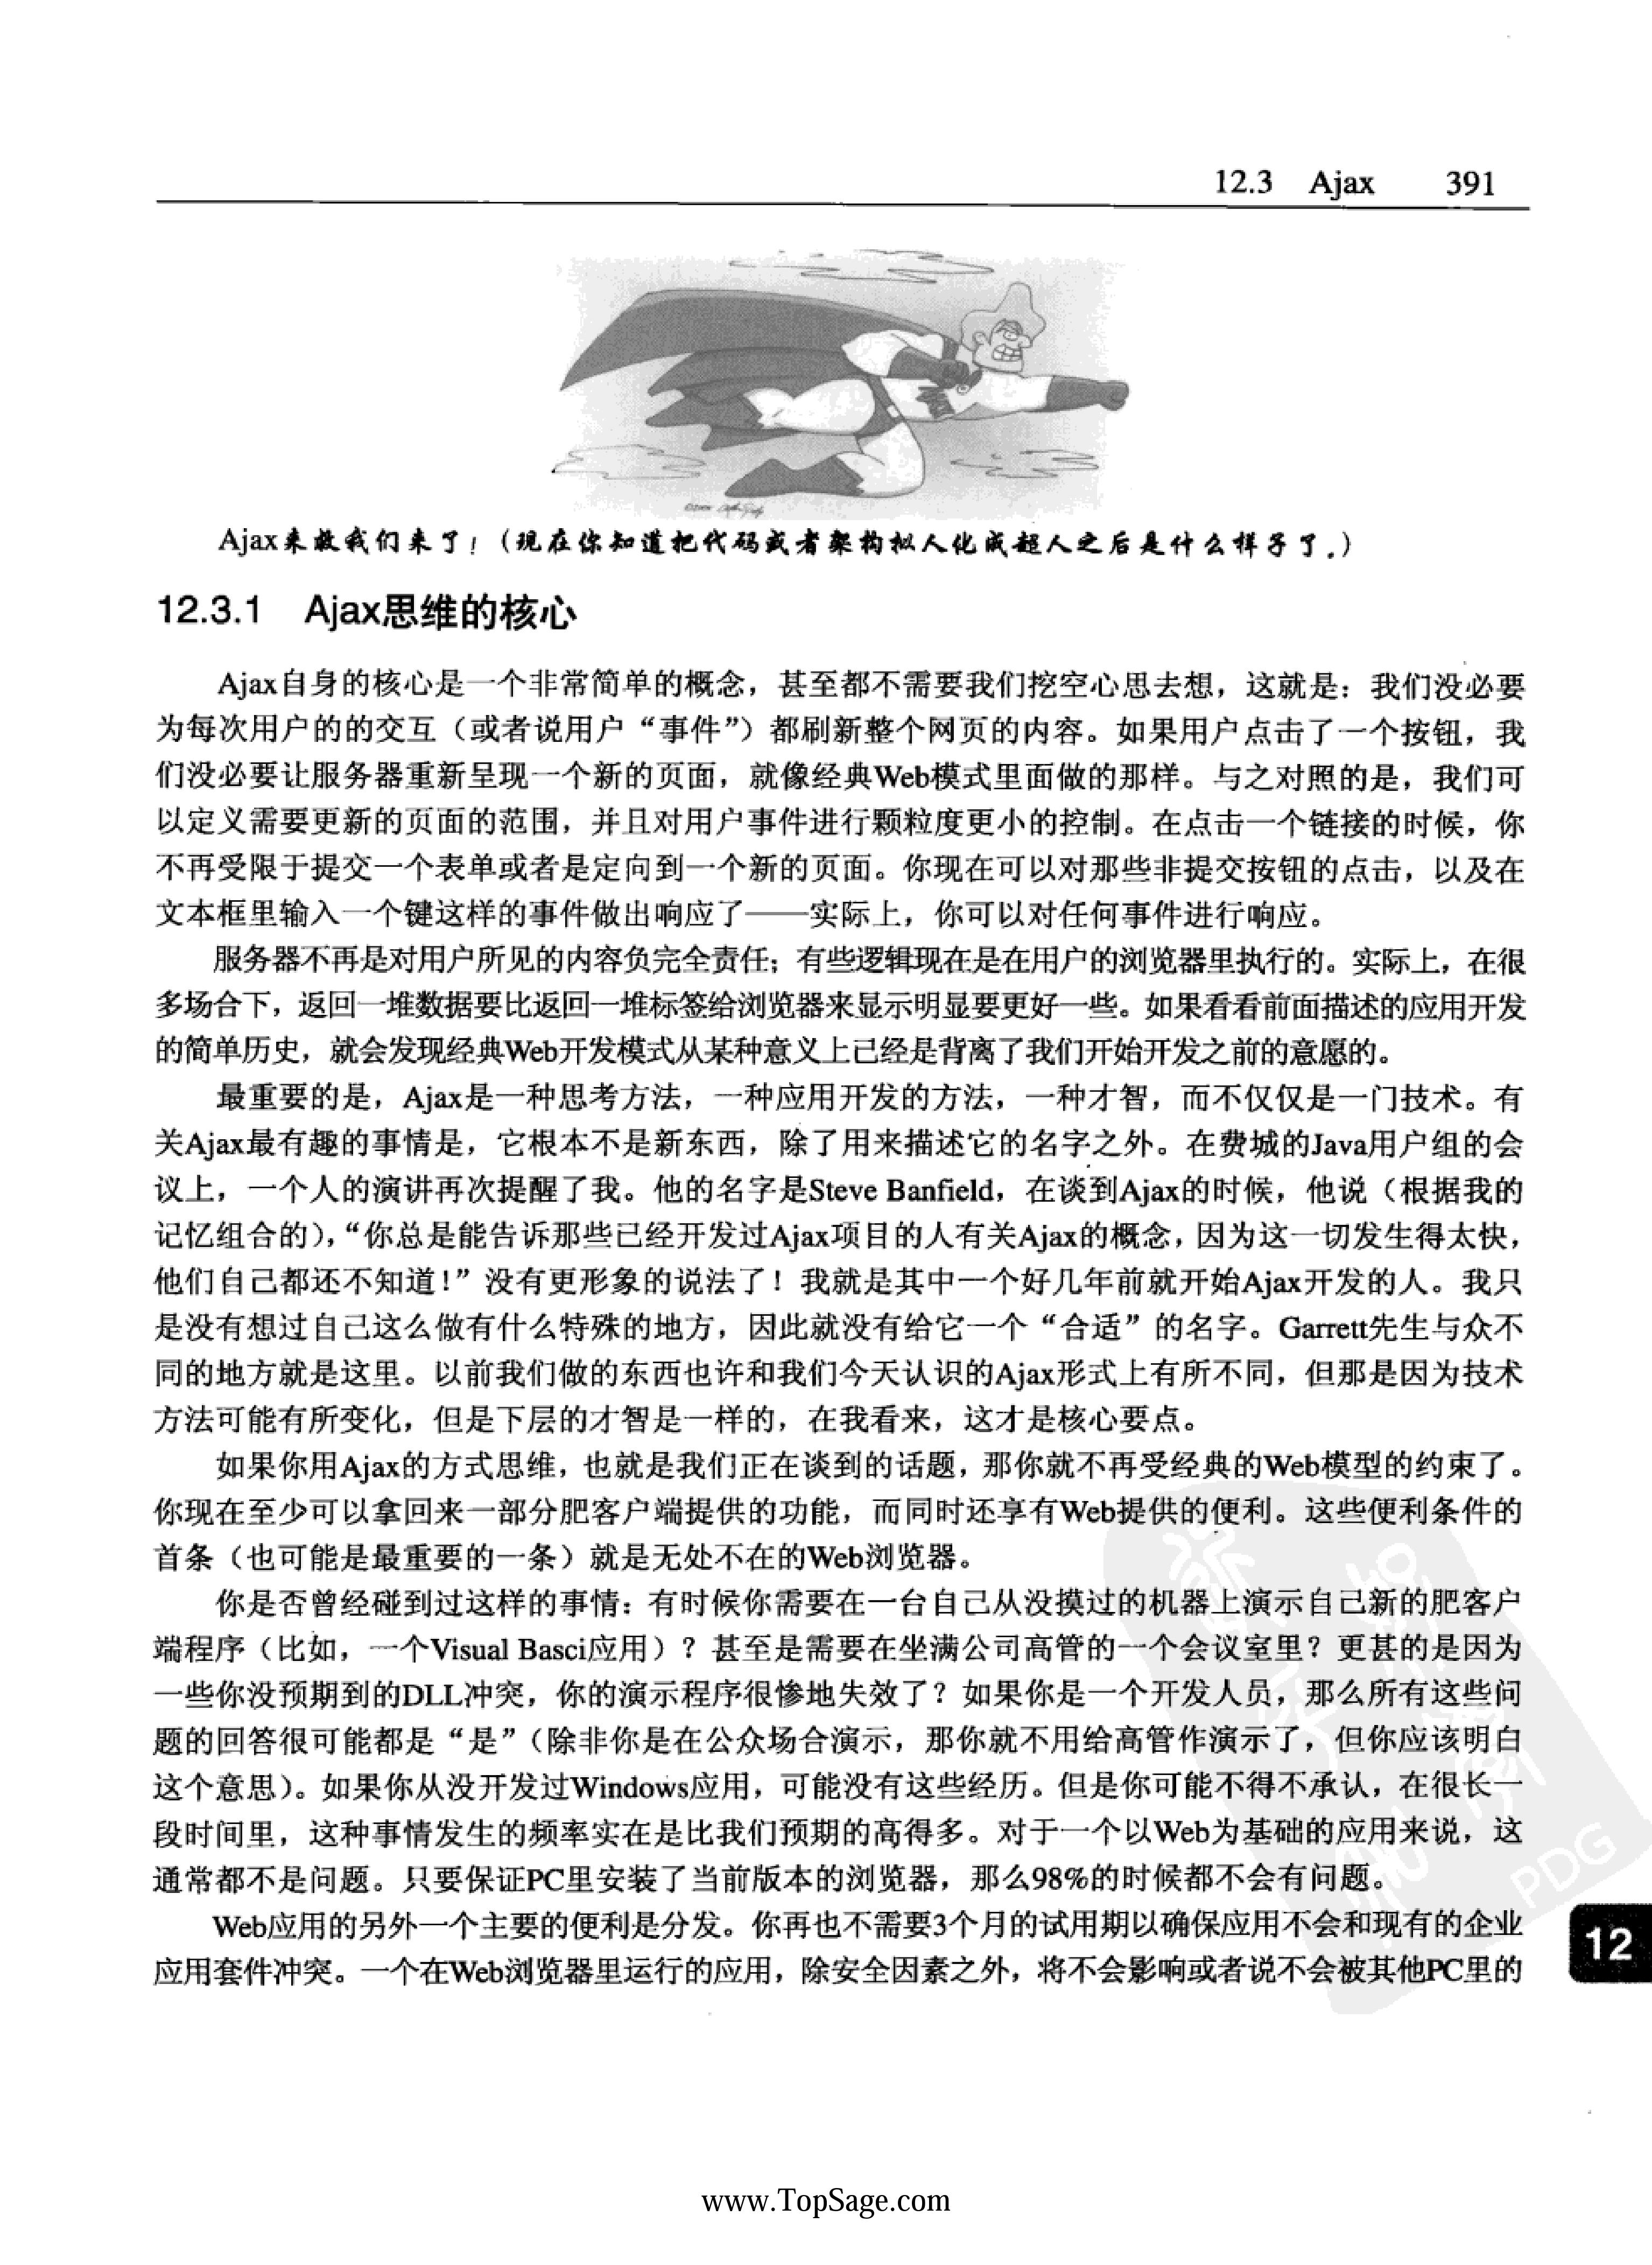 12.3 Ajax 391
Ajax来救我们来了！（现在你知道把代码或者架构拟人化成超人之后是什么样子了.）
12.3.1 Ajax思维的核心
Ajax自身的核心是一个非常简单的概念，甚至都不需要我们挖空心思去想，这就是：我们没必要
为每次用户的的交互（或者说用户“事件”）都刷新整个网页的内容。如果用户点击了一个按钮，我
们没必要让服务器重新呈现一个新的页面，就像经典Web模式里面做的那样。与之对照的是，我们可
以定义需要更新的页面的范围，并且对用户事件进行颗粒度更小的控制。在点击一个链接的时候，你
不再受限于提交一个表单或者是定向到一个新的页面。你现在可以对那些非提交按钮的点击，以及在
文本框里输入一个键这样的事件做出响应了——实际上，你可以对任何事件进行响应。
服务器不再是对用户所见的内容负完全责任；有些逻辑现在是在用户的浏览器里执行的。实际上，在很
多场合下，返回一堆数据要比返回一堆标签给浏览器来显示明显要更好一些。如果看看前面描述的应用开发
的简单历史，就会发现经典Web开发模式从某种意义上已经是背离了我们开始开发之前的意愿的。
最重要的是，Ajax是一种思考方法，一种应用开发的方法，一种才智，而不仅仅是一门技术。有
关Ajax最有趣的事情是，它根本不是新东西，除了用来描述它的名字之外。在费城的Java用户组的会
议上，一个人的演讲再次提醒了我。他的名字是Steve Banfield，在谈到Ajax的时候，他说（根据我的
记忆组合的），“你总是能告诉那些已经开发过Ajax项目的人有关Ajax的概念，因为这一切发生得太快，
他们自己都还不知道！”没有更形象的说法了！我就是其中一个好几年前就开始Ajax开发的人。我只
是没有想过自己这么做有什么特殊的地方，因此就没有给它一个“合适”的名字。Garrett先生与众不
同的地方就是这里。以前我们做的东西也许和我们今天认识的Ajax形式上有所不同，但那是因为技术
方法可能有所变化，但是下层的才智是一样的，在我看来，这才是核心要点。
如果你用Ajax的方式思维，也就是我们正在谈到的话题，那你就不再受经典的Web模型的约束了。
你现在至少可以拿回来一部分肥客户端提供的功能，而同时还享有Web提供的便利。这些便利条件的
首条（也可能是最重要的一条）就是无处不在的Web浏览器。
你是否曾经碰到过这样的事情：有时候你需要在一台自己从没摸过的机器上演示自己新的肥客户
端程序（比如，一个Visual Basci应用）？甚至是需要在坐满公司高管的一个会议室里？更甚的是因为
一些你没预期到的DLL冲突，你的演示程序很惨地失效了？如果你是一个开发人员，那么所有这些问
题的回答很可能都是“是”（除非你是在公众场合演示，那你就不用给高管作演示了，但你应该明白
这个意思）。如果你从没开发过Windows应用，可能没有这些经历。但是你可能不得不承认，在很长一
段时间里，这种事情发生的频率实在是比我们预期的高得多。对于一个以Web为基础的应用来说，这
通常都不是问题。只要保证PC里安装了当前版本的浏览器，那么98%的时候都不会有问题。
Web应用的另外一个主要的便利是分发。你再也不需要3个月的试用期以确保应用不会和现有的企业
应用套件冲突。一个在Web浏览器里运行的应用，除安全因素之外，将不会影响或者说不会被其他PC里的
PDG
12
www.TopSage.com